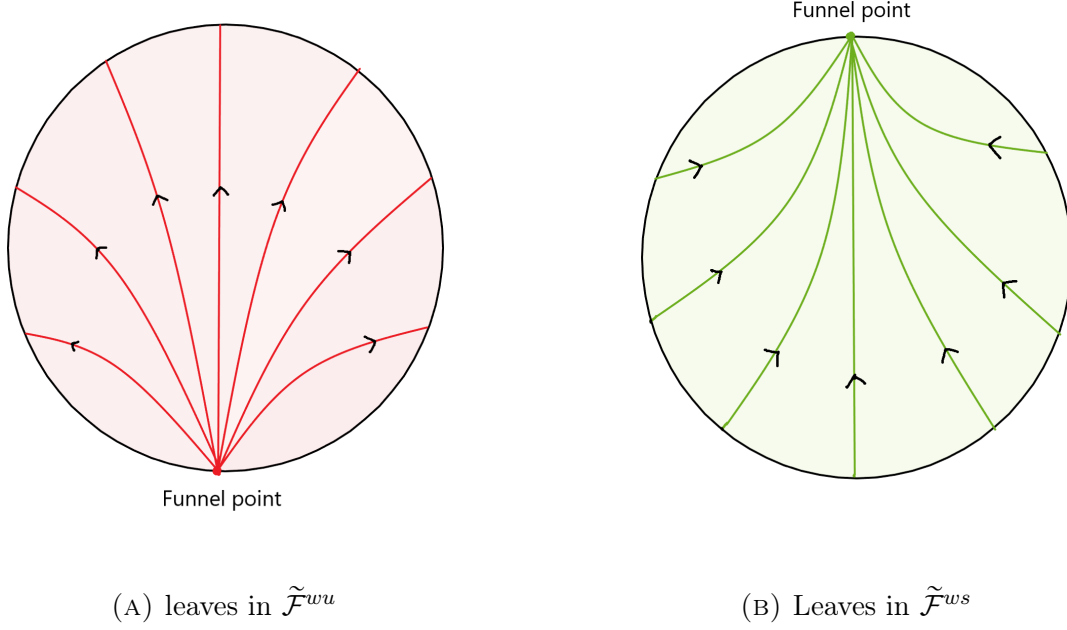 Funnel point
Funnel point
(A) leaves in $\widetilde{\mathcal{F}}^{wu}$
(B) Leaves in $\widetilde{\mathcal{F}}^{ws}$